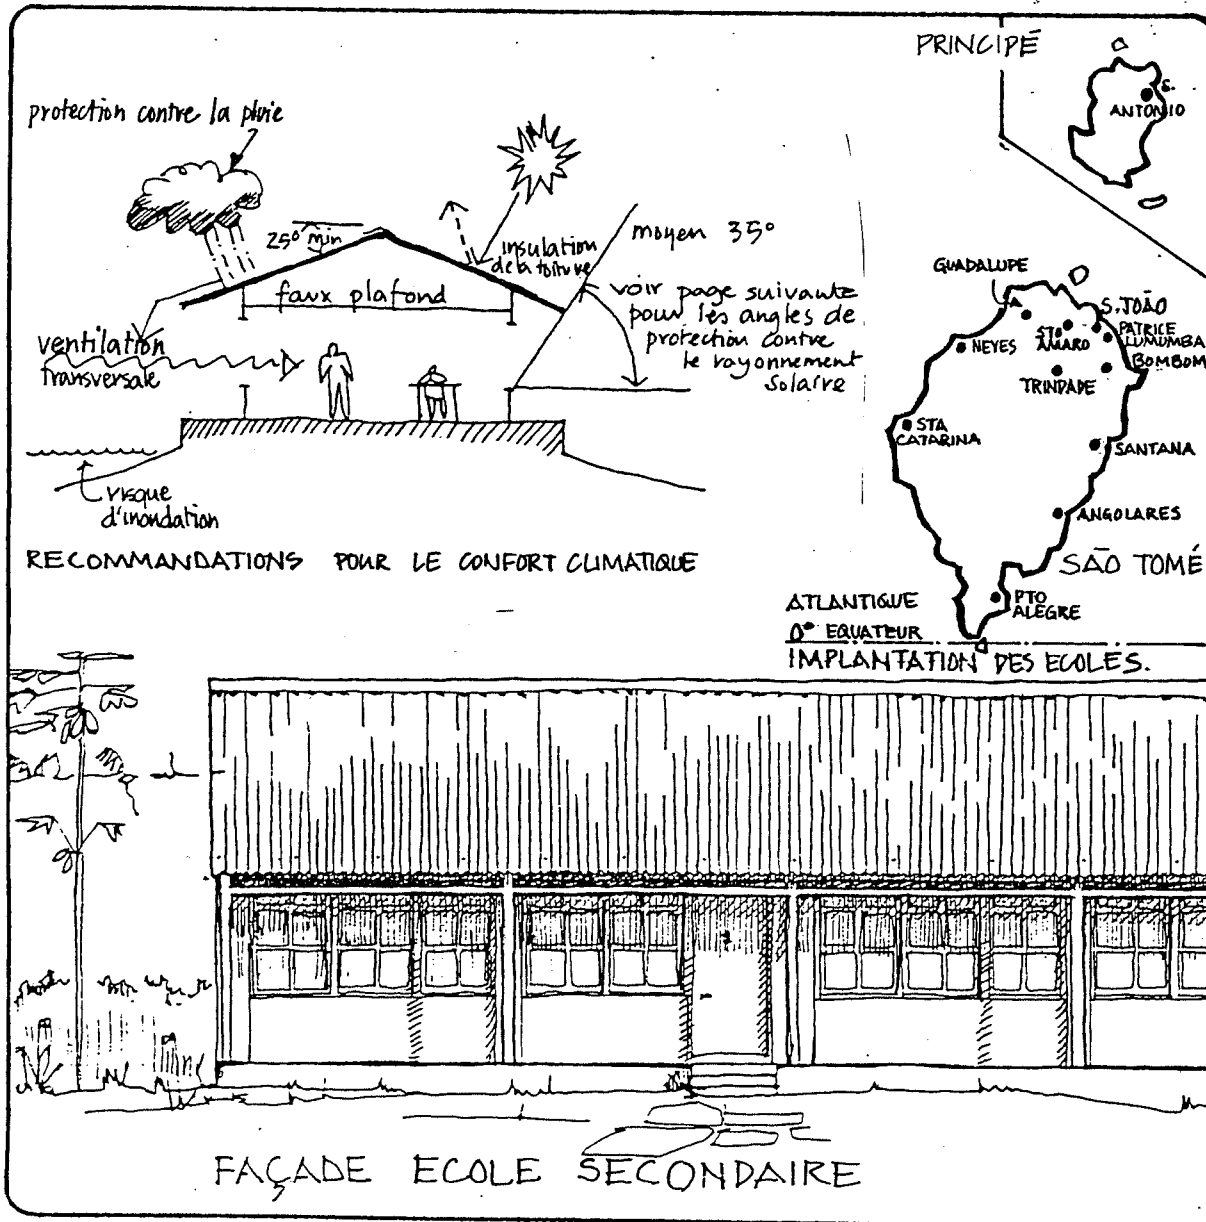 protection contre la pluie
25° min
insulation
de la toiture
faux plafond
ventilation
transversale
moyen 35°
voir page suivante
pour les angles de
protection contre
le rayonnement
solaire
risque
d'inondation
RECOMMANDATIONS POUR LE CONFORT CLIMATIQUE
PRINCIPÉ
S.
ANTONIO
GUADALUPE
S. JOÃO
STO
AMARO
PATRICE
LUMUMBA
NEYES
BOMBOM
TRINDADE
STA
CATARINA
SANTANA
ANGOLARES
SÃO TOMÉ
PTO
ALEGRE
ATLANTIQUE
0° EQUATEUR
IMPLANTATION DES ECOLES.
FAÇADE ECOLE SECONDAIRE